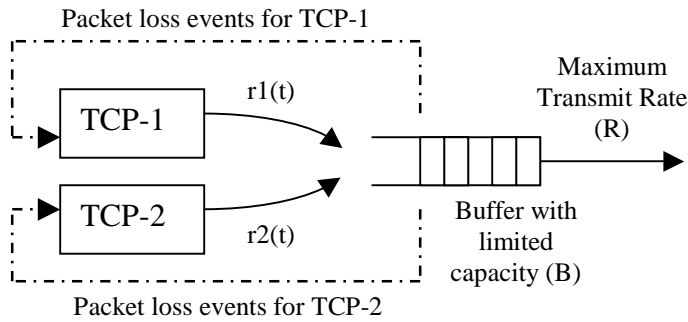 Packet loss events for TCP-1
TCP-1
r1(t)
Maximum
Transmit Rate
(R)
TCP-2
r2(t)
Buffer with
limited
capacity (B)
Packet loss events for TCP-2